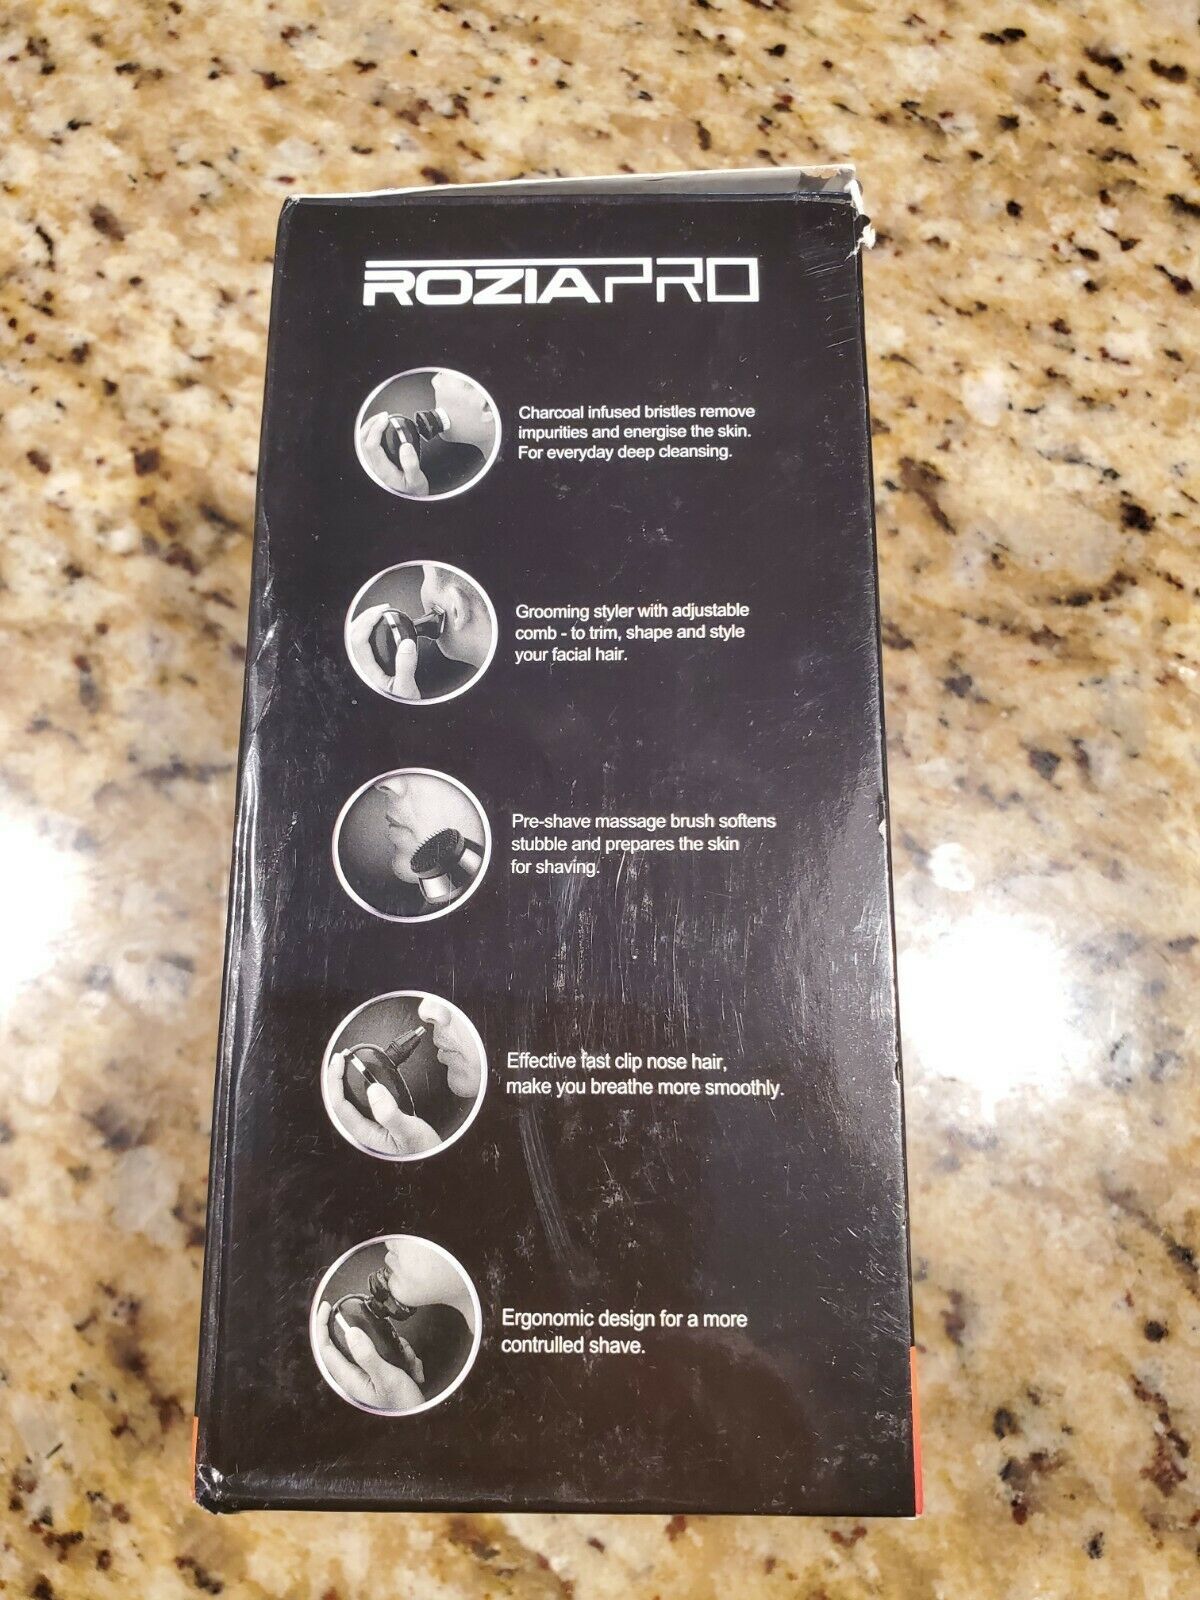 ROZIAPRO
Charcoal infused bristles remove
impurities and energise the skin.
For everyday deep cleansing.
Grooming styler with adjustable
comb - to trim, shape and style
your facial hair.
Pre-shave massage brush softens
stubble and prepares the skin
for shaving.
Effective fast clip nose hair,
make you breathe more smoothly.
Ergonomic design for a more
contrulled shave.